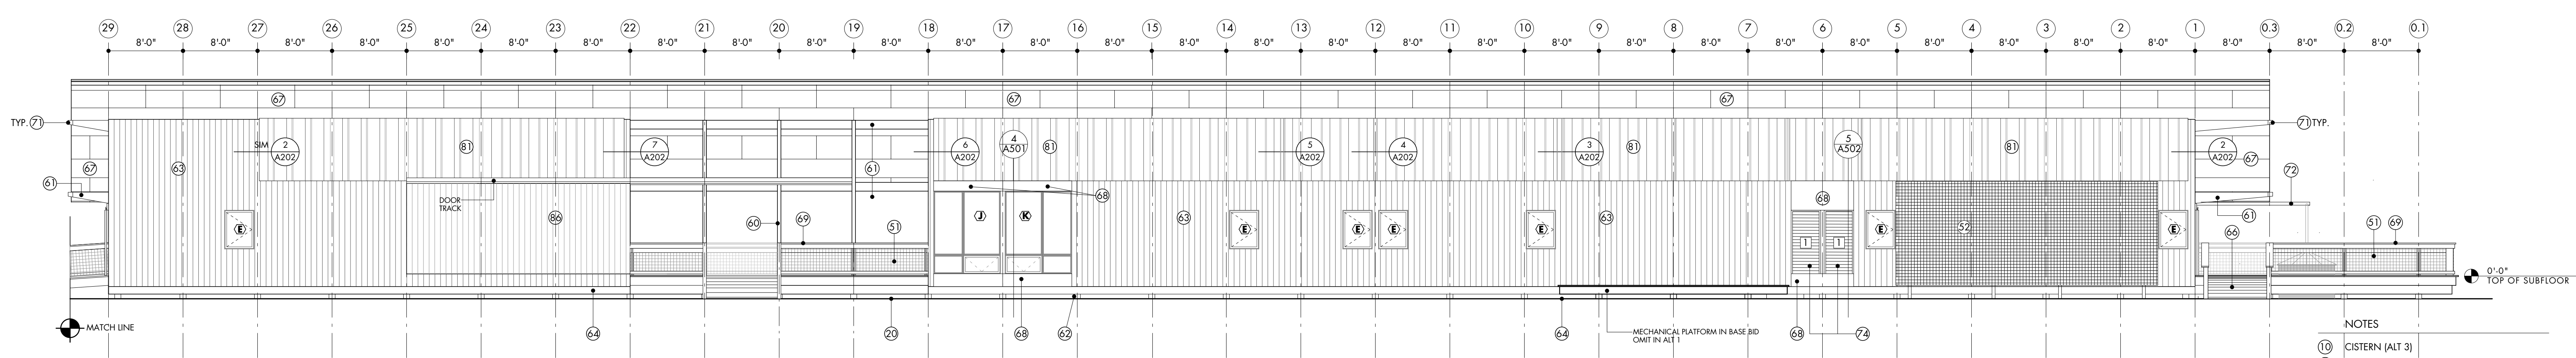 29 28 27 26 25 24 23 22 21 20 19 18 17 16 15 14 13 12 11 10 9 8 7 6 5 4 3 2 1 0.3 0.2 0.1
8'-0" 8'-0" 8'-0" 8'-0" 8'-0" 8'-0" 8'-0" 8'-0" 8'-0" 8'-0" 8'-0" 8'-0" 8'-0" 8'-0" 8'-0" 8'-0" 8'-0" 8'-0" 8'-0" 8'-0" 8'-0" 8'-0" 8'-0" 8'-0" 8'-0" 8'-0" 8'-0" 8'-0" 8'-0" 8'-0" 8'-0"
67 67 67
TYP. 71 71 TYP.
SIM 2 A202
81
7 A202
6 A202
4 A501
81
5 A202
4 A202
3 A202
81
5 A502
81
2 A202
67 63 61 67
72
61 68 68
DOOR
TRACK
86 60 69 J K 63 63 52 61 51 69
E 51 E E E E 1 1 E E 66
0'-0"
TOP OF SUBFLOOR
MATCH LINE
64 20 68 62 64
MECHANICAL PLATFORM IN BASE BID
OMIT IN ALT 1
68 74
NOTES
10 CISTERN (ALT 3)